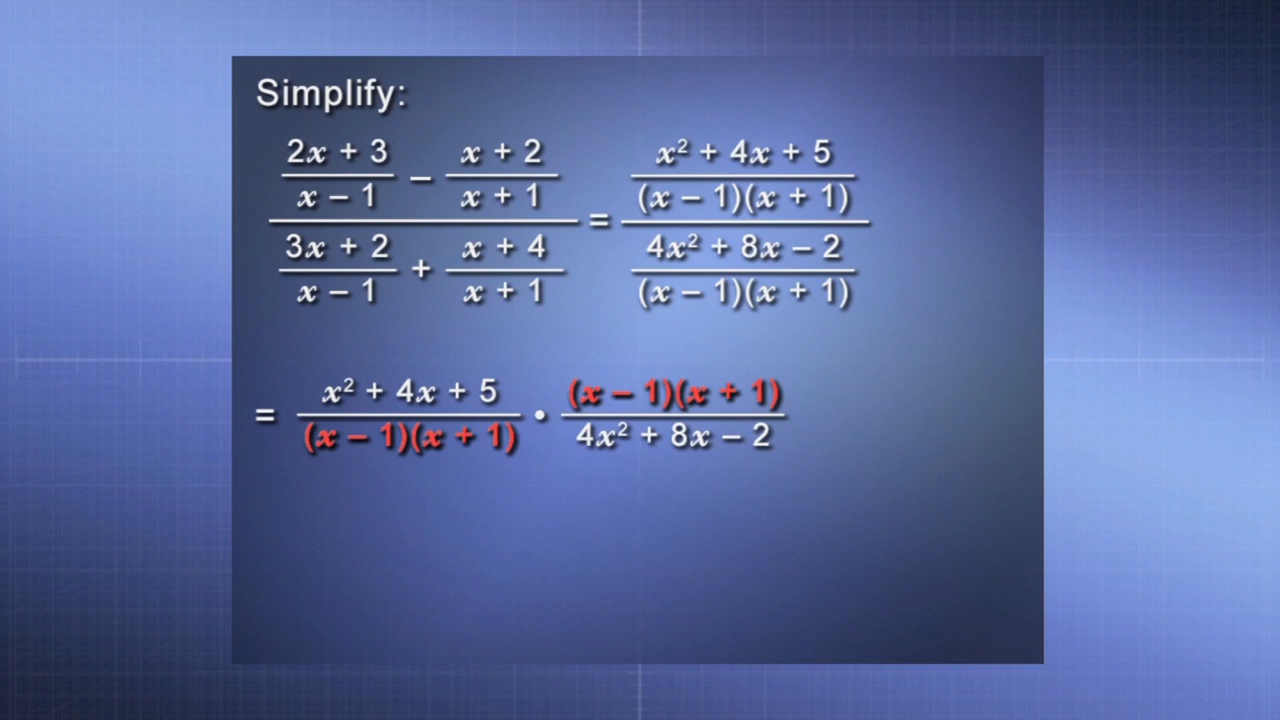 Simplify:
2x + 3 / x – 1 – x + 2 / x + 1 = x² + 4x + 5 / (x – 1)(x + 1)
3x + 2 / x – 1 + x + 4 / x + 1 4x² + 8x – 2 / (x – 1)(x + 1)
= x² + 4x + 5 / (x – 1)(x + 1) • (x – 1)(x + 1) / 4x² + 8x – 2